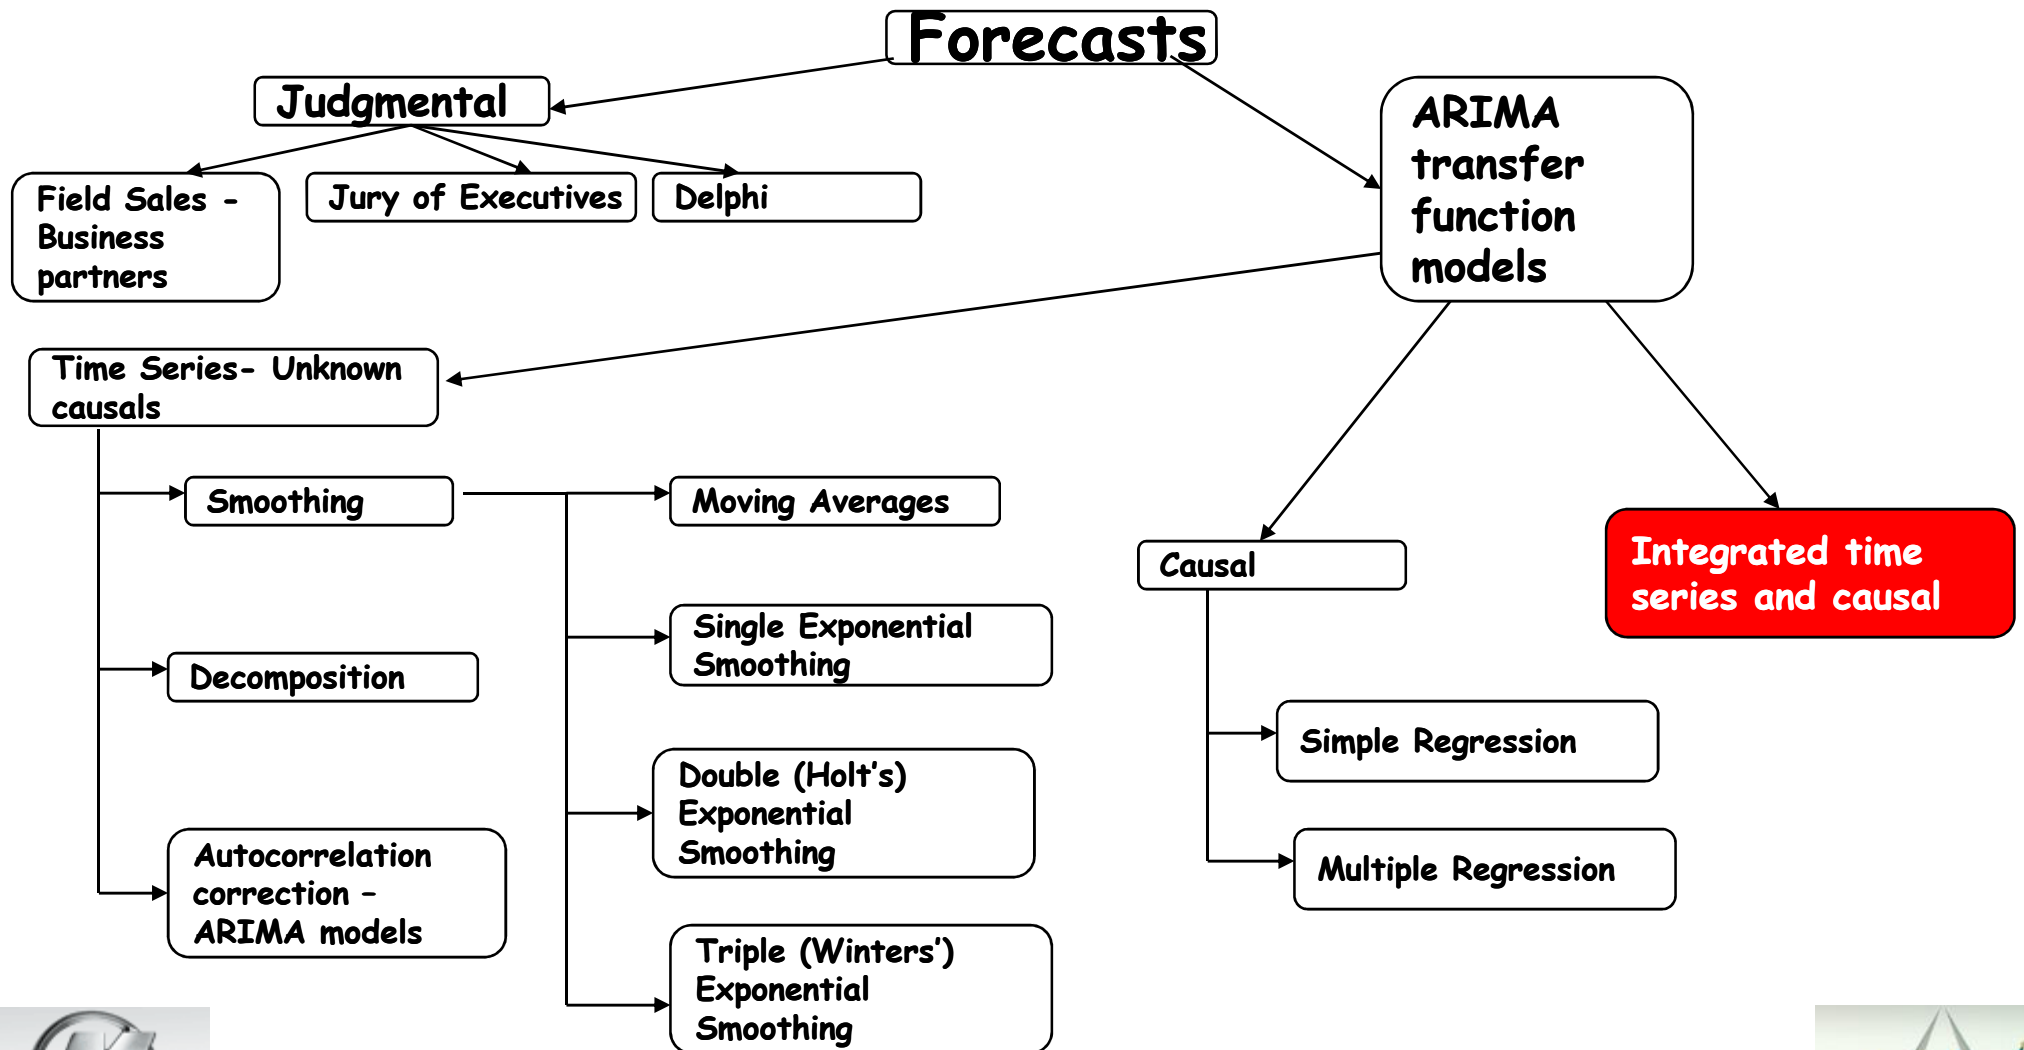 Forecasts
Judgmental
ARIMA
transfer
function
models
Field Sales -
Business
partners
Jury of Executives
Delphi
Time Series- Unknown
causals
Smoothing
Moving Averages
Causal
Integrated time
series and causal
Single Exponential
Smoothing
Decomposition
Simple Regression
Double (Holt's)
Exponential
Smoothing
Autocorrelation
correction –
ARIMA models
Multiple Regression
Triple (Winters')
Exponential
Smoothing